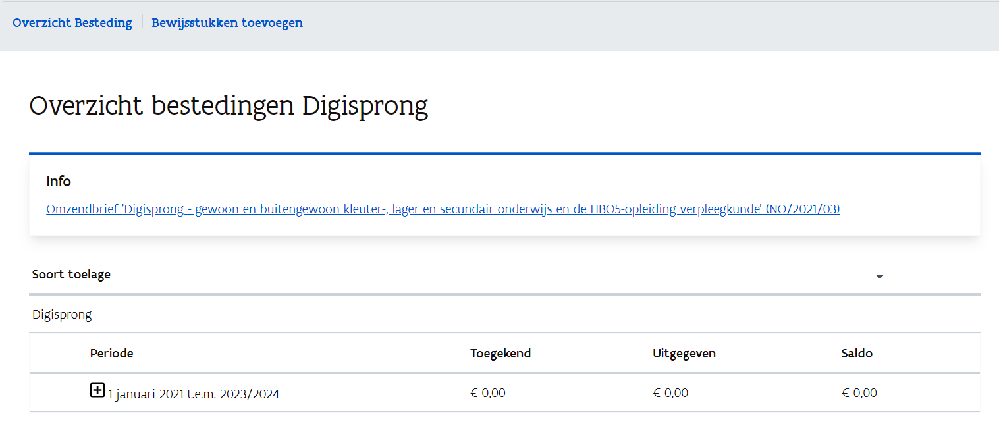 Overzicht Besteding Bewijsstukken toevoegen
Overzicht bestedingen Digisprong
Info
Omzendbrief 'Digisprong - gewoon en buitengewoon kleuter-, lager en secundair onderwijs en de HBO5-opleiding verpleegkunde' (NO/2021/03)
Soort toelage
Digisprong
Periode Toegekend Uitgegeven Saldo
1 januari 2021 t.e.m. 2023/2024 € 0,00 € 0,00 € 0,00